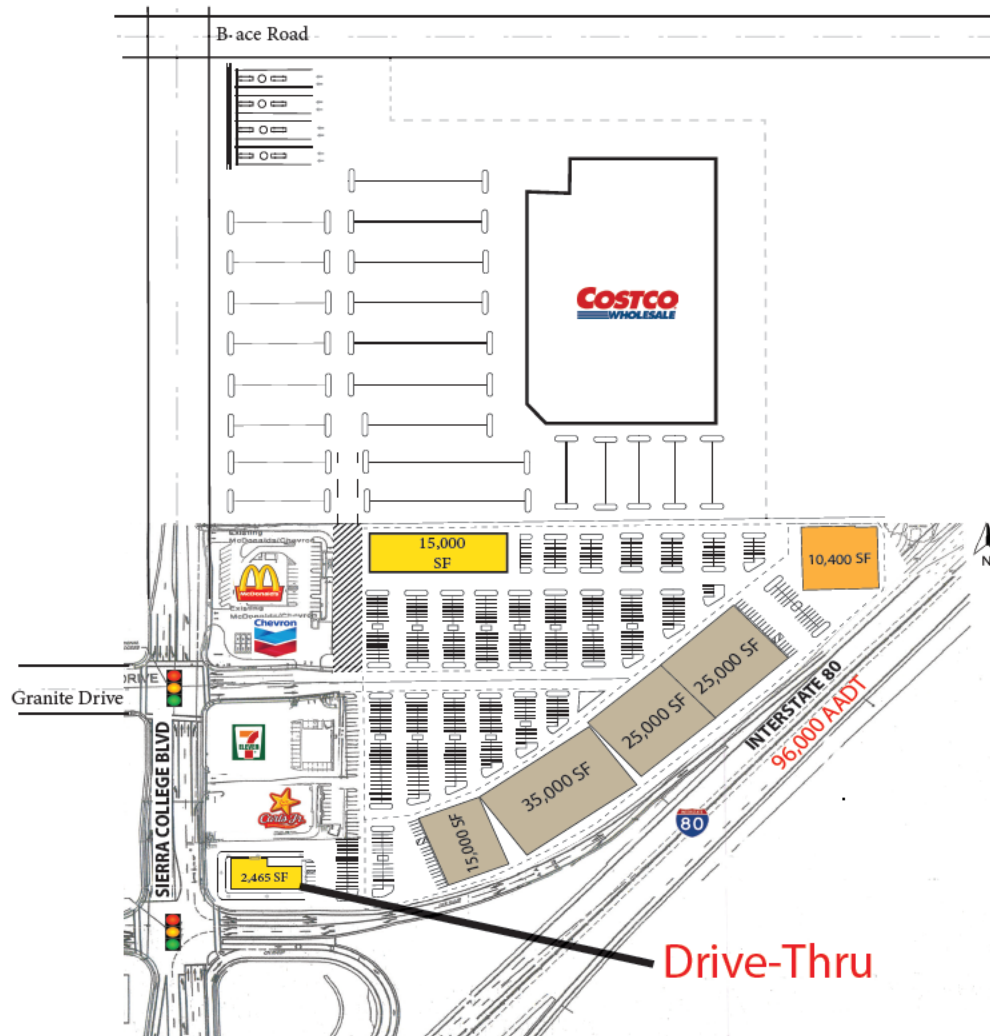 B-ace Road
COSTCO
WHOLESALE
Existing
McDonalds/Chevron
15,000
SF
10,400 SF
N
McDonald's
Existing
McDonalds/Chevron
Chevron
25,000 SF
DRIVE
Granite Drive
25,000 SF
INTERSTATE 80
96,000 AADT
7
ELEVEN
SIERRA COLLEGE BLVD
35,000 SF
Carl's Jr.
80
15,000 SF
2,465 SF
Drive-Thru